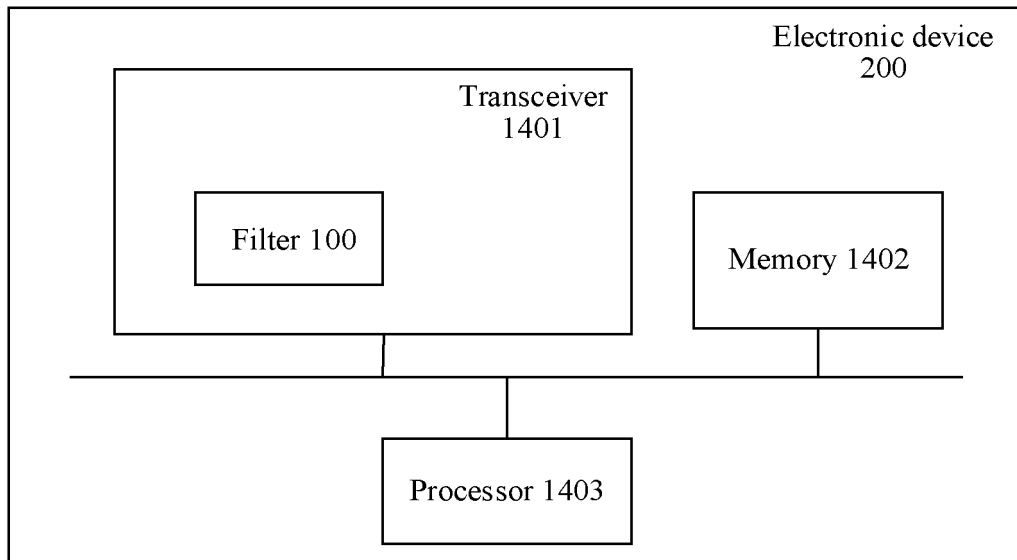 Electronic device
200
Transceiver
1401
Filter 100
Memory 1402
Processor 1403